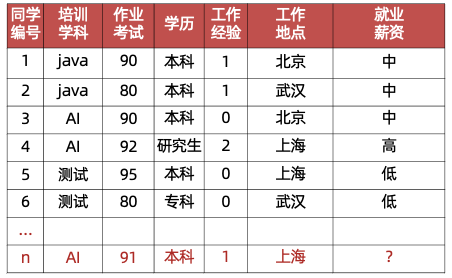 同学编号 培训学科 作业考试 学历 工作经验 工作地点 就业薪资
1 java 90 本科 1 北京 中
2 java 80 本科 1 武汉 中
3 AI 90 本科 0 北京 中
4 AI 92 研究生 2 上海 高
5 测试 95 本科 0 上海 低
6 测试 80 专科 0 武汉 低
...
n AI 91 本科 1 上海 ?